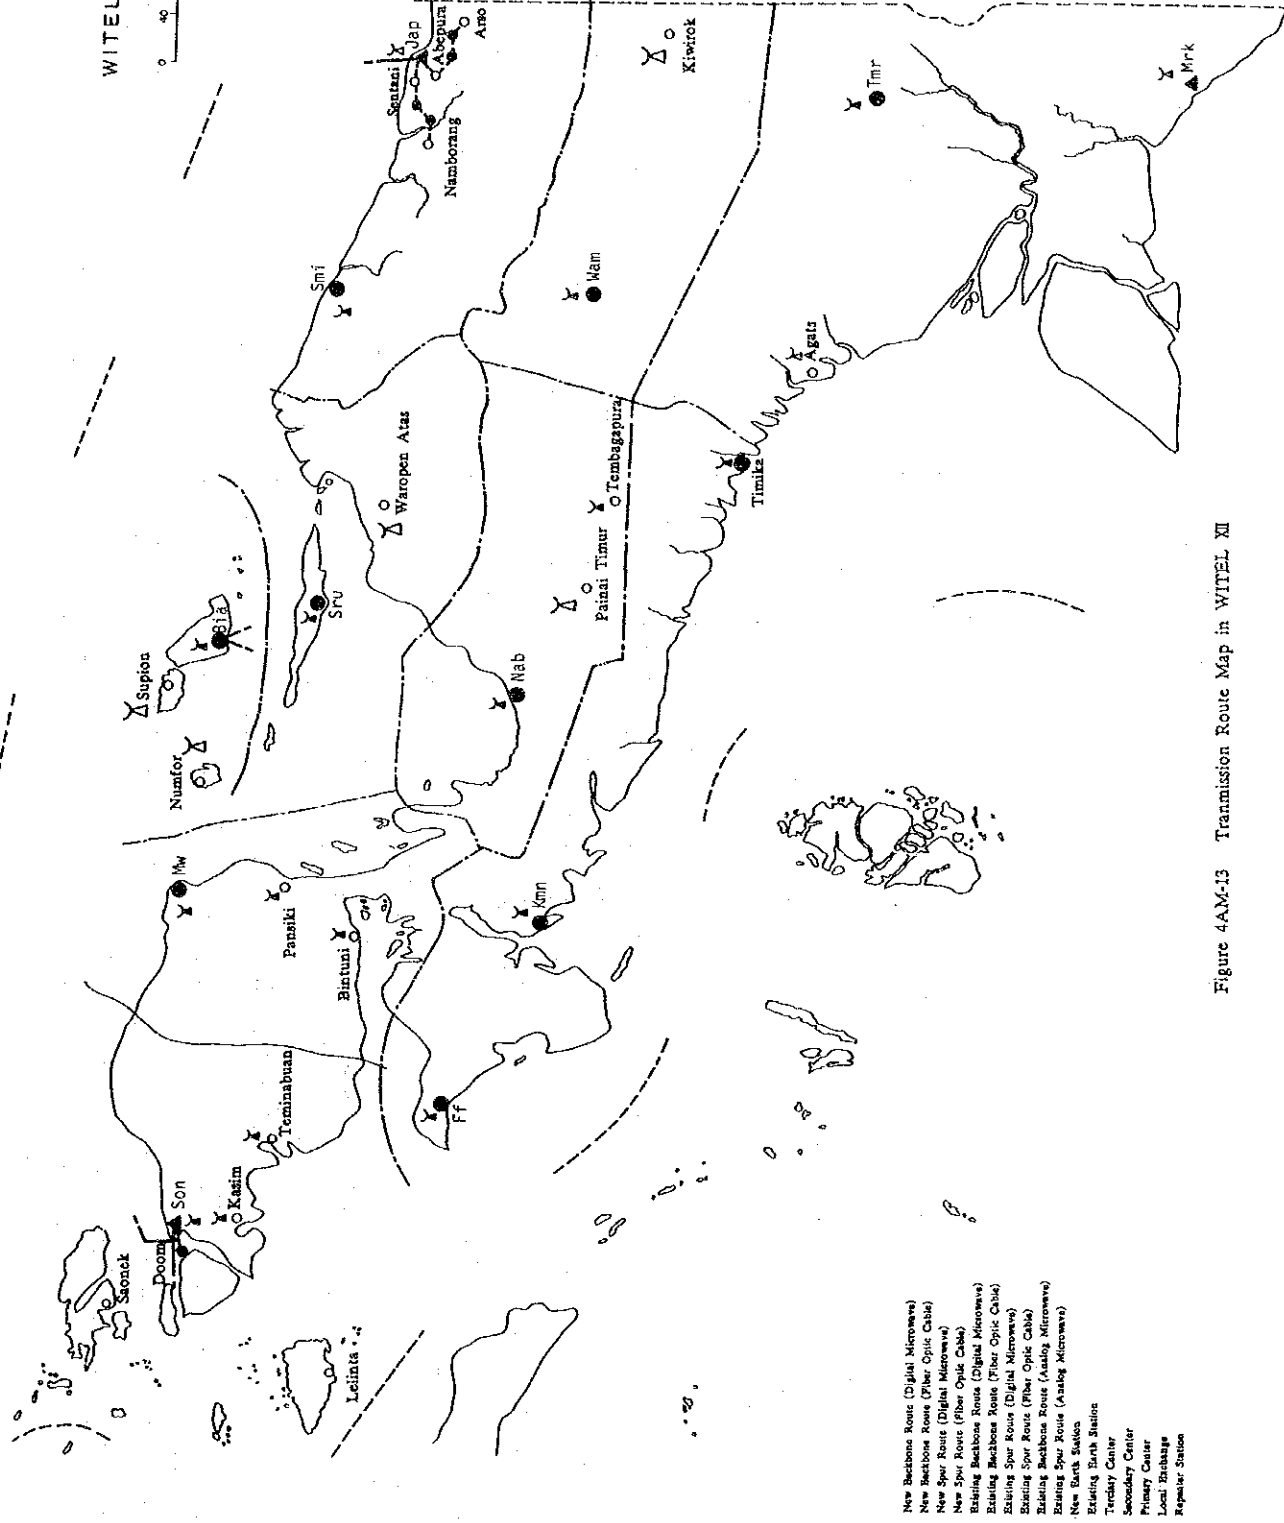 WITEL
0 40
Sentani
Jap
Abepura
Arso
Namborang
Kiwirok
Tmr
Mrk
Smi
Wam
Agats
Waropen Atas
Tembagapura
Timika
Painai Timur
Supion
Bia
Sru
Numfor
Nab
Mw
Pansiki
Bintuni
Kmn
Teminabuan
Ff
Son
Kasim
Doom
Saonek
Lelinta
New Backbone Route (Digital Microwave)
New Backbone Route (Fiber Optic Cable)
New Spur Route (Digital Microwave)
New Spur Route (Fiber Optic Cable)
Existing Backbone Route (Digital Microwave)
Existing Backbone Route (Fiber Optic Cable)
Existing Spur Route (Digital Microwave)
Existing Spur Route (Fiber Optic Cable)
Existing Backbone Route (Analog Microwave)
Existing Spur Route (Analog Microwave)
New Earth Station
Existing Earth Station
Tertiary Center
Secondary Center
Primary Center
Local Exchange
Repeater Station
Figure 4AM-13 Tranmission Route Map in WITEL XII